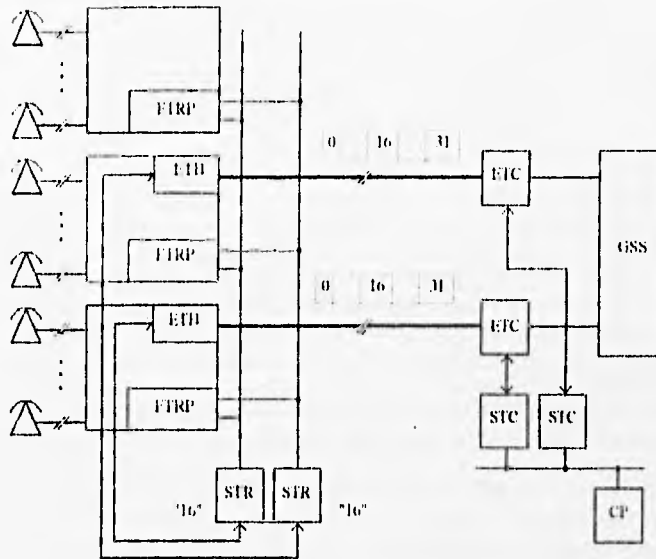 ETRP
0 16 31
ETB
ETC
GSS
ETRP
0 16 31
ETB
ETC
ETRP
STC STC
"16" STR STR "16"
CP